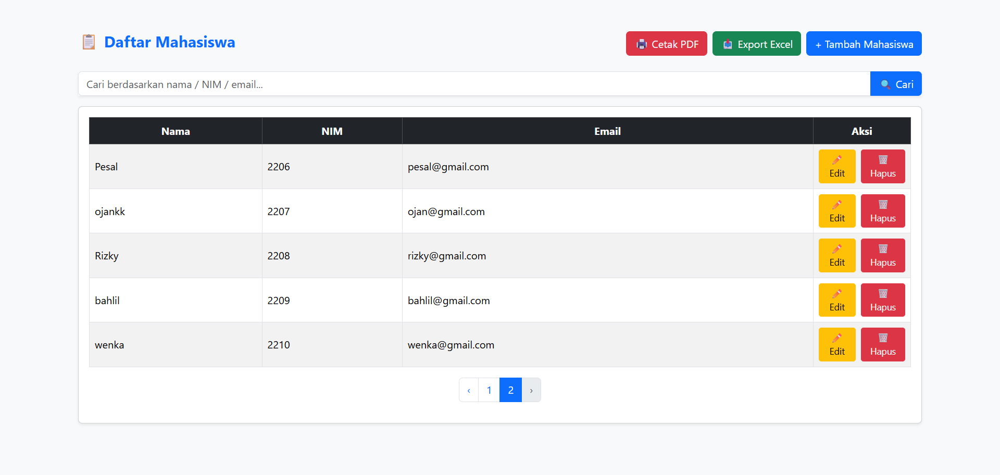 Daftar Mahasiswa
Cetak PDF
Export Excel
+ Tambah Mahasiswa
Cari berdasarkan nama / NIM / email...
Cari
Nama NIM Email Aksi
Pesal 2206 pesal@gmail.com Edit Hapus
ojankk 2207 ojan@gmail.com Edit Hapus
Rizky 2208 rizky@gmail.com Edit Hapus
bahlil 2209 bahlil@gmail.com Edit Hapus
wenka 2210 wenka@gmail.com Edit Hapus
‹ 1 2 ›